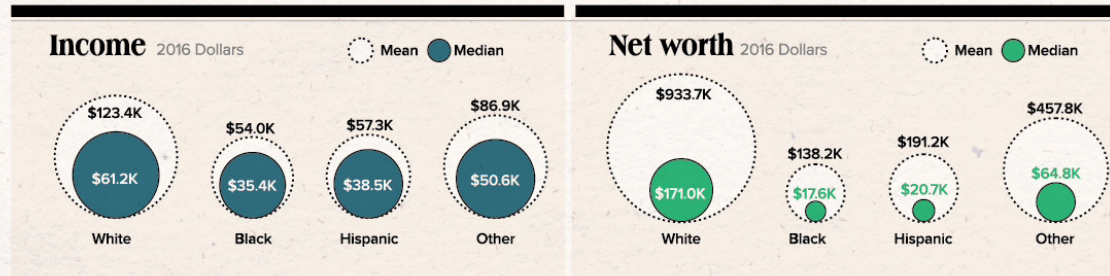 Income 2016 Dollars
Mean Median
$123.4K
$61.2K
White
$54.0K
$35.4K
Black
$57.3K
$38.5K
Hispanic
$86.9K
$50.6K
Other
Net worth 2016 Dollars
Mean Median
$933.7K
$171.0K
White
$138.2K
$17.6K
Black
$191.2K
$20.7K
Hispanic
$457.8K
$64.8K
Other